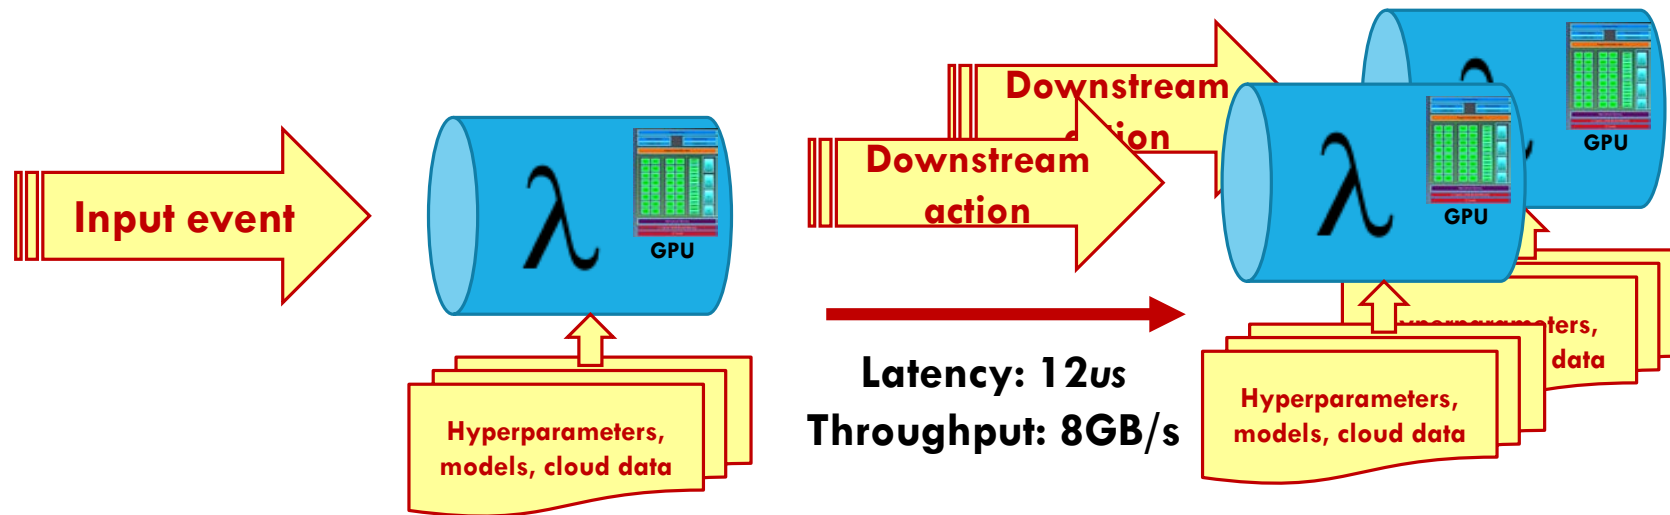 Input event
λ
GPU
Hyperparameters,
models, cloud data
Downstream
Downstream
action
Latency: 12us
Throughput: 8GB/s
λ
GPU
GPU
Hyperparameters,
models, cloud data
data